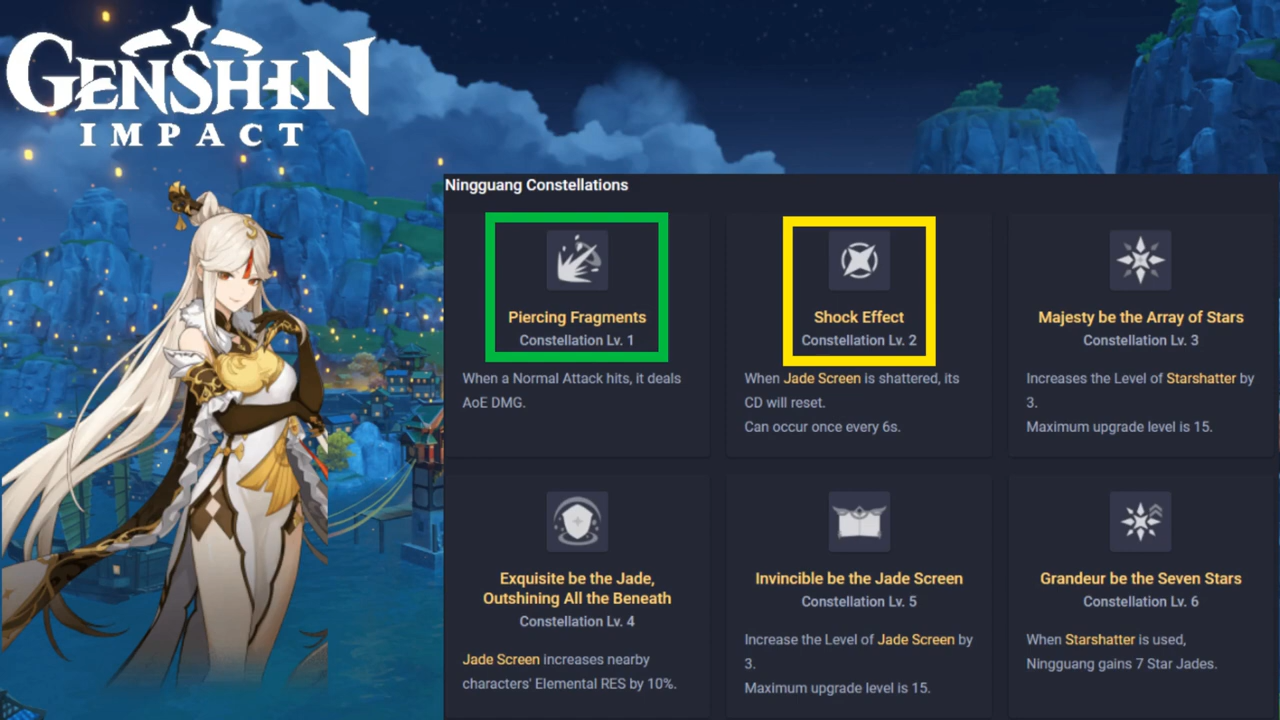 GENSHIN
IMPACT
Ningguang Constellations
Piercing Fragments
Constellation Lv. 1
When a Normal Attack hits, it deals
AoE DMG.
Shock Effect
Constellation Lv. 2
When Jade Screen is shattered, its
CD will reset.
Can occur once every 6s.
Majesty be the Array of Stars
Constellation Lv. 3
Increases the Level of Starshatter by
3.
Maximum upgrade level is 15.
Exquisite be the Jade,
Outshining All the Beneath
Constellation Lv. 4
Jade Screen increases nearby
characters' Elemental RES by 10%.
Invincible be the Jade Screen
Constellation Lv. 5
Increase the Level of Jade Screen by
3.
Maximum upgrade level is 15.
Grandeur be the Seven Stars
Constellation Lv. 6
When Starshatter is used,
Ningguang gains 7 Star Jades.